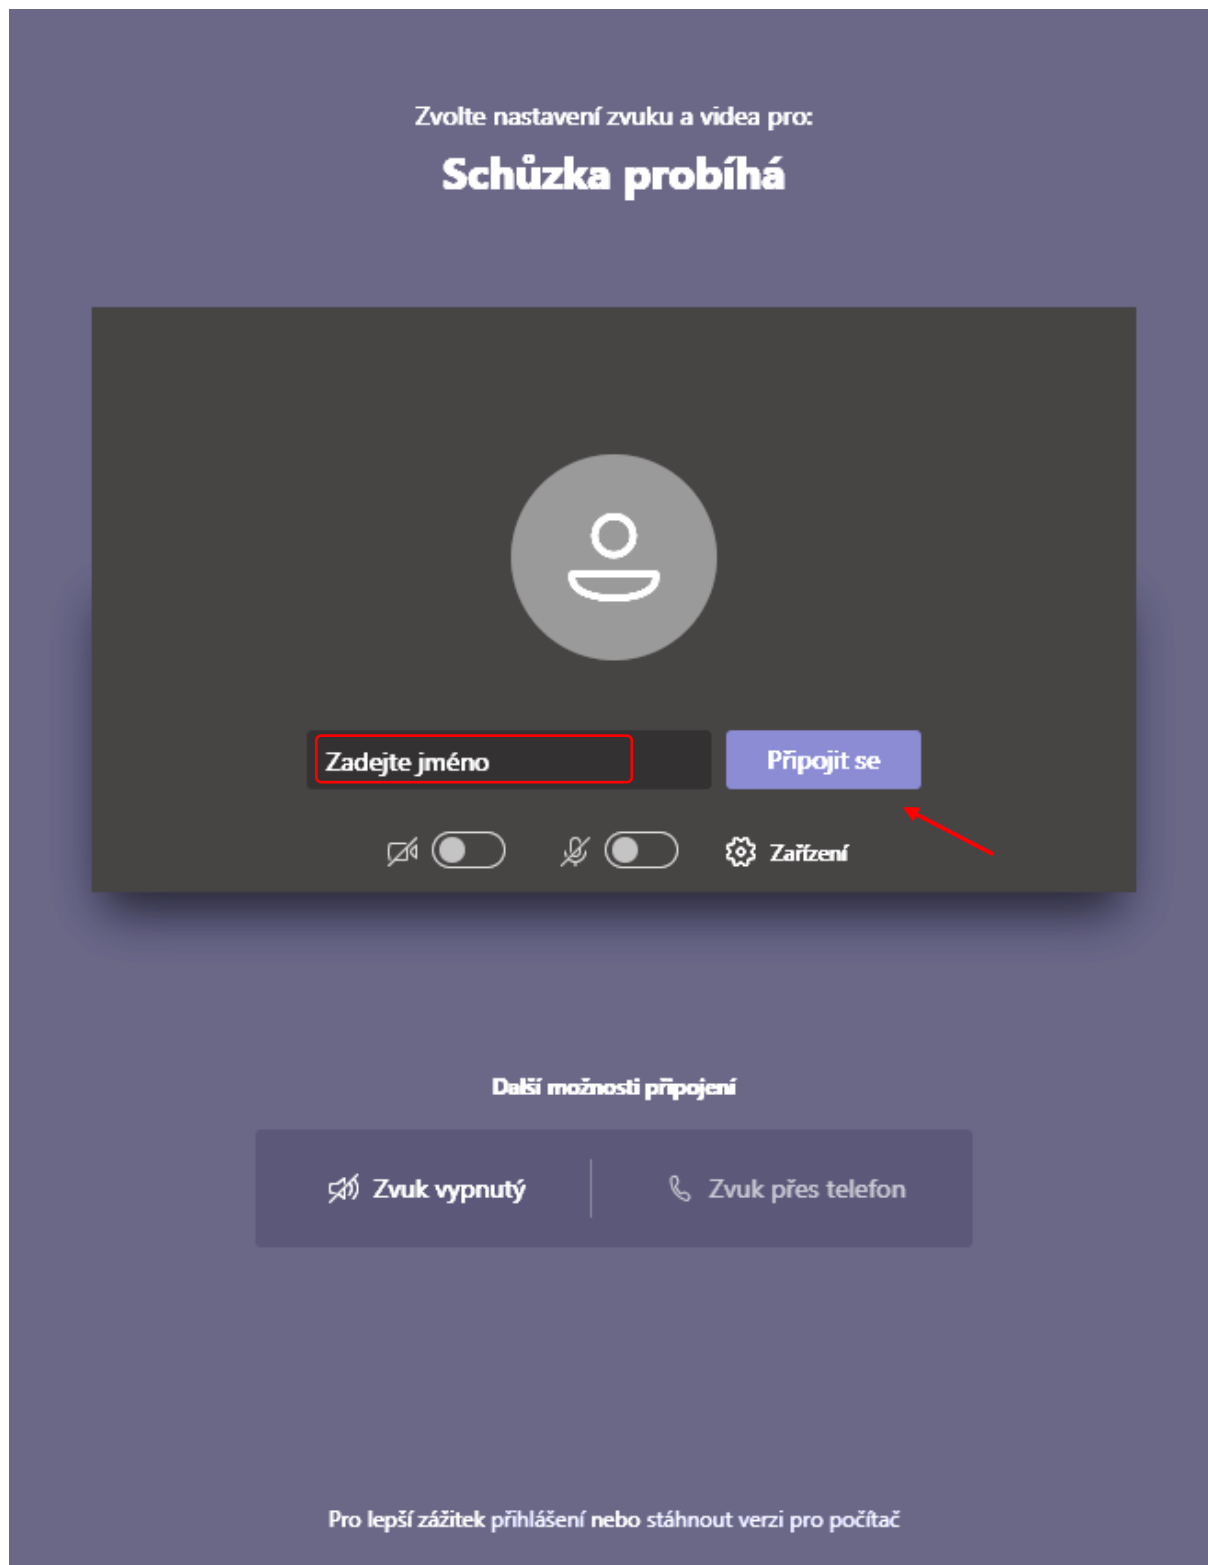 Zvolte nastavení zvuku a videa pro:
Schůzka probíhá
Zadejte jméno
Připojit se
Zařízení
Další možnosti připojení
Zvuk vypnutý
Zvuk přes telefon
Pro lepší zážitek přihlášení nebo stáhnout verzi pro počítač